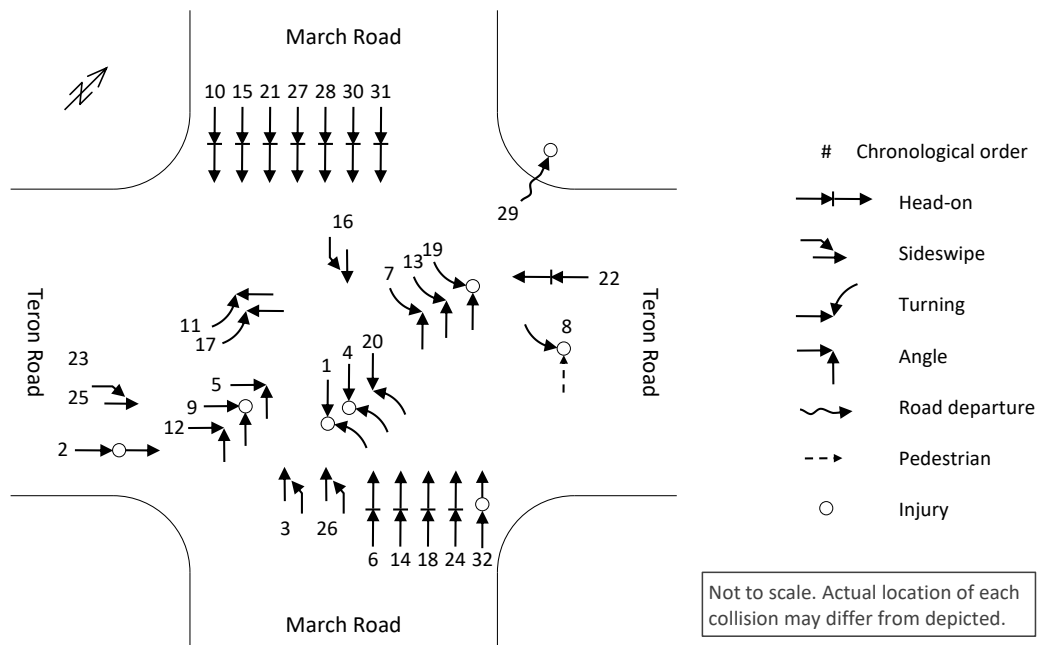 March Road
10 15 21 27 28 30 31
29
16
19
13
7
22
11
17
8
20
4
1
23
25
5
9
12
2
3 26 6 14 18 24 32
Teron Road
Teron Road
March Road
# Chronological order
Head-on
Sideswipe
Turning
Angle
Road departure
Pedestrian
Injury
Not to scale. Actual location of each
collision may differ from depicted.